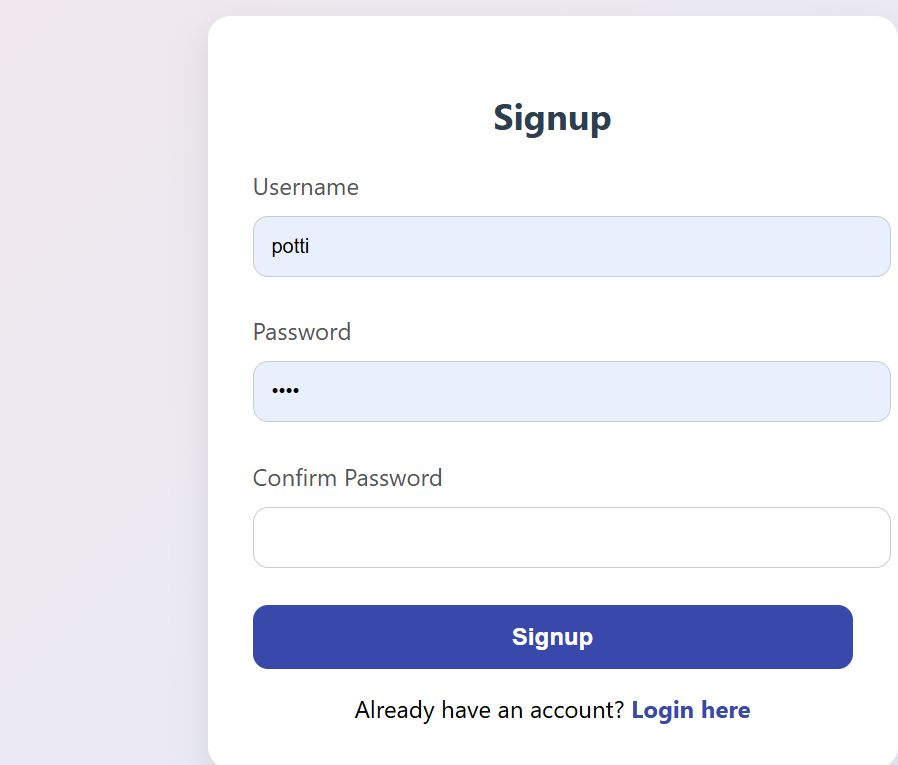 Signup
Username
potti
Password
••••
Confirm Password
Signup
Already have an account? Login here